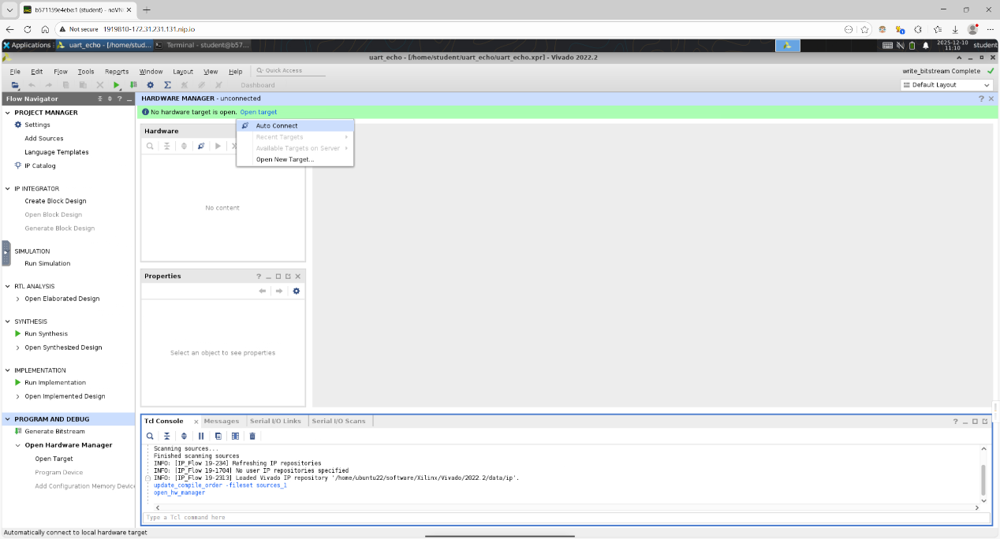 b571159e4ebe:1 (student) - noVN
Not secure 1919810-172.31.231.131.nip.io
Applications uart_echo - [/home/stud... Terminal - student@b57... 2025-12-10 11:10 student
uart_echo - [/home/student/uart_echo/uart_echo.xpr] - Vivado 2022.2
File Edit Flow Tools Reports Window Layout View Help Quick Access write_bitstream Complete
Dashboard Default Layout
Flow Navigator
HARDWARE MANAGER - unconnected
No hardware target is open. Open target
Auto Connect
Recent Targets
Available Targets on Server
Open New Target...
PROJECT MANAGER
Settings
Add Sources
Language Templates
IP Catalog
IP INTEGRATOR
Create Block Design
Open Block Design
Generate Block Design
SIMULATION
Run Simulation
RTL ANALYSIS
Open Elaborated Design
SYNTHESIS
Run Synthesis
Open Synthesized Design
IMPLEMENTATION
Run Implementation
Open Implemented Design
PROGRAM AND DEBUG
Generate Bitstream
Open Hardware Manager
Open Target
Program Device
Add Configuration Memory Device
Hardware
No content
Properties
Select an object to see properties
Tcl Console Messages Serial I/O Links Serial I/O Scans
Scanning sources...
Finished scanning sources
INFO: [IP_Flow 19-234] Refreshing IP repositories
INFO: [IP_Flow 19-1704] No user IP repositories specified
INFO: [IP_Flow 19-2313] Loaded Vivado IP repository '/home/ubuntu22/software/Xilinx/Vivado/2022.2/data/ip'.
update_compile_order -fileset sources_1
open_hw_manager
Type a Tcl command here
Automatically connect to local hardware target